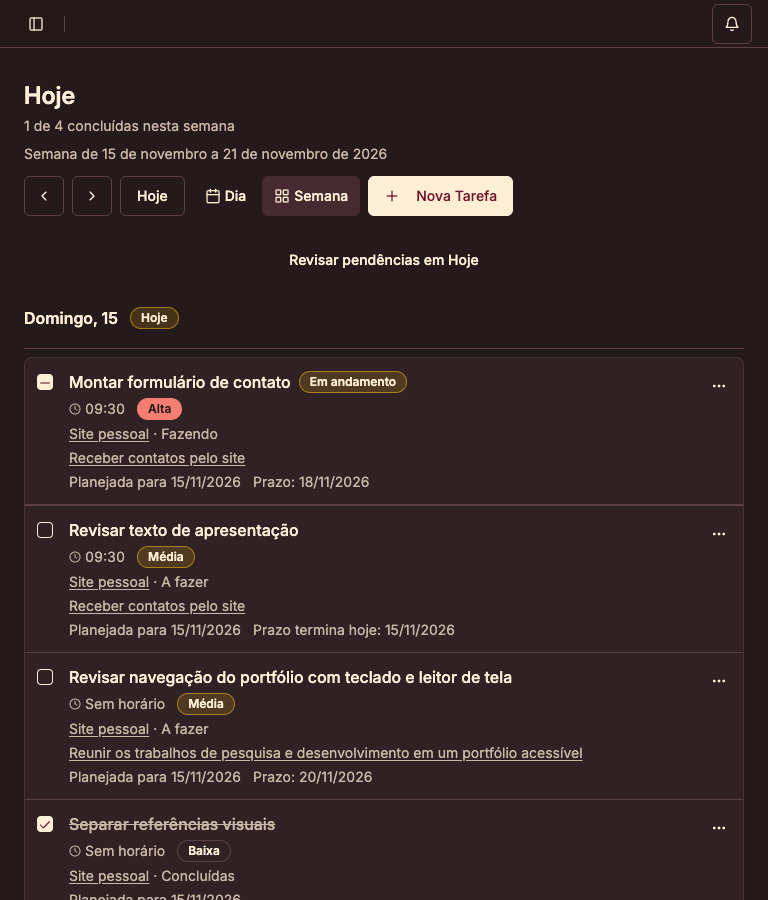 Hoje
1 de 4 concluídas nesta semana
Semana de 15 de novembro a 21 de novembro de 2026
Hoje Dia Semana Nova Tarefa
Revisar pendências em Hoje
Domingo, 15 Hoje
Montar formulário de contato Em andamento
09:30 Alta
Site pessoal · Fazendo
Receber contatos pelo site
Planejada para 15/11/2026 Prazo: 18/11/2026
Revisar texto de apresentação
09:30 Média
Site pessoal · A fazer
Receber contatos pelo site
Planejada para 15/11/2026 Prazo termina hoje: 15/11/2026
Revisar navegação do portfólio com teclado e leitor de tela
Sem horário Média
Site pessoal · A fazer
Reunir os trabalhos de pesquisa e desenvolvimento em um portfólio acessível
Planejada para 15/11/2026 Prazo: 20/11/2026
Separar referências visuais
Sem horário Baixa
Site pessoal · Concluídas
Planejada para 15/11/2026